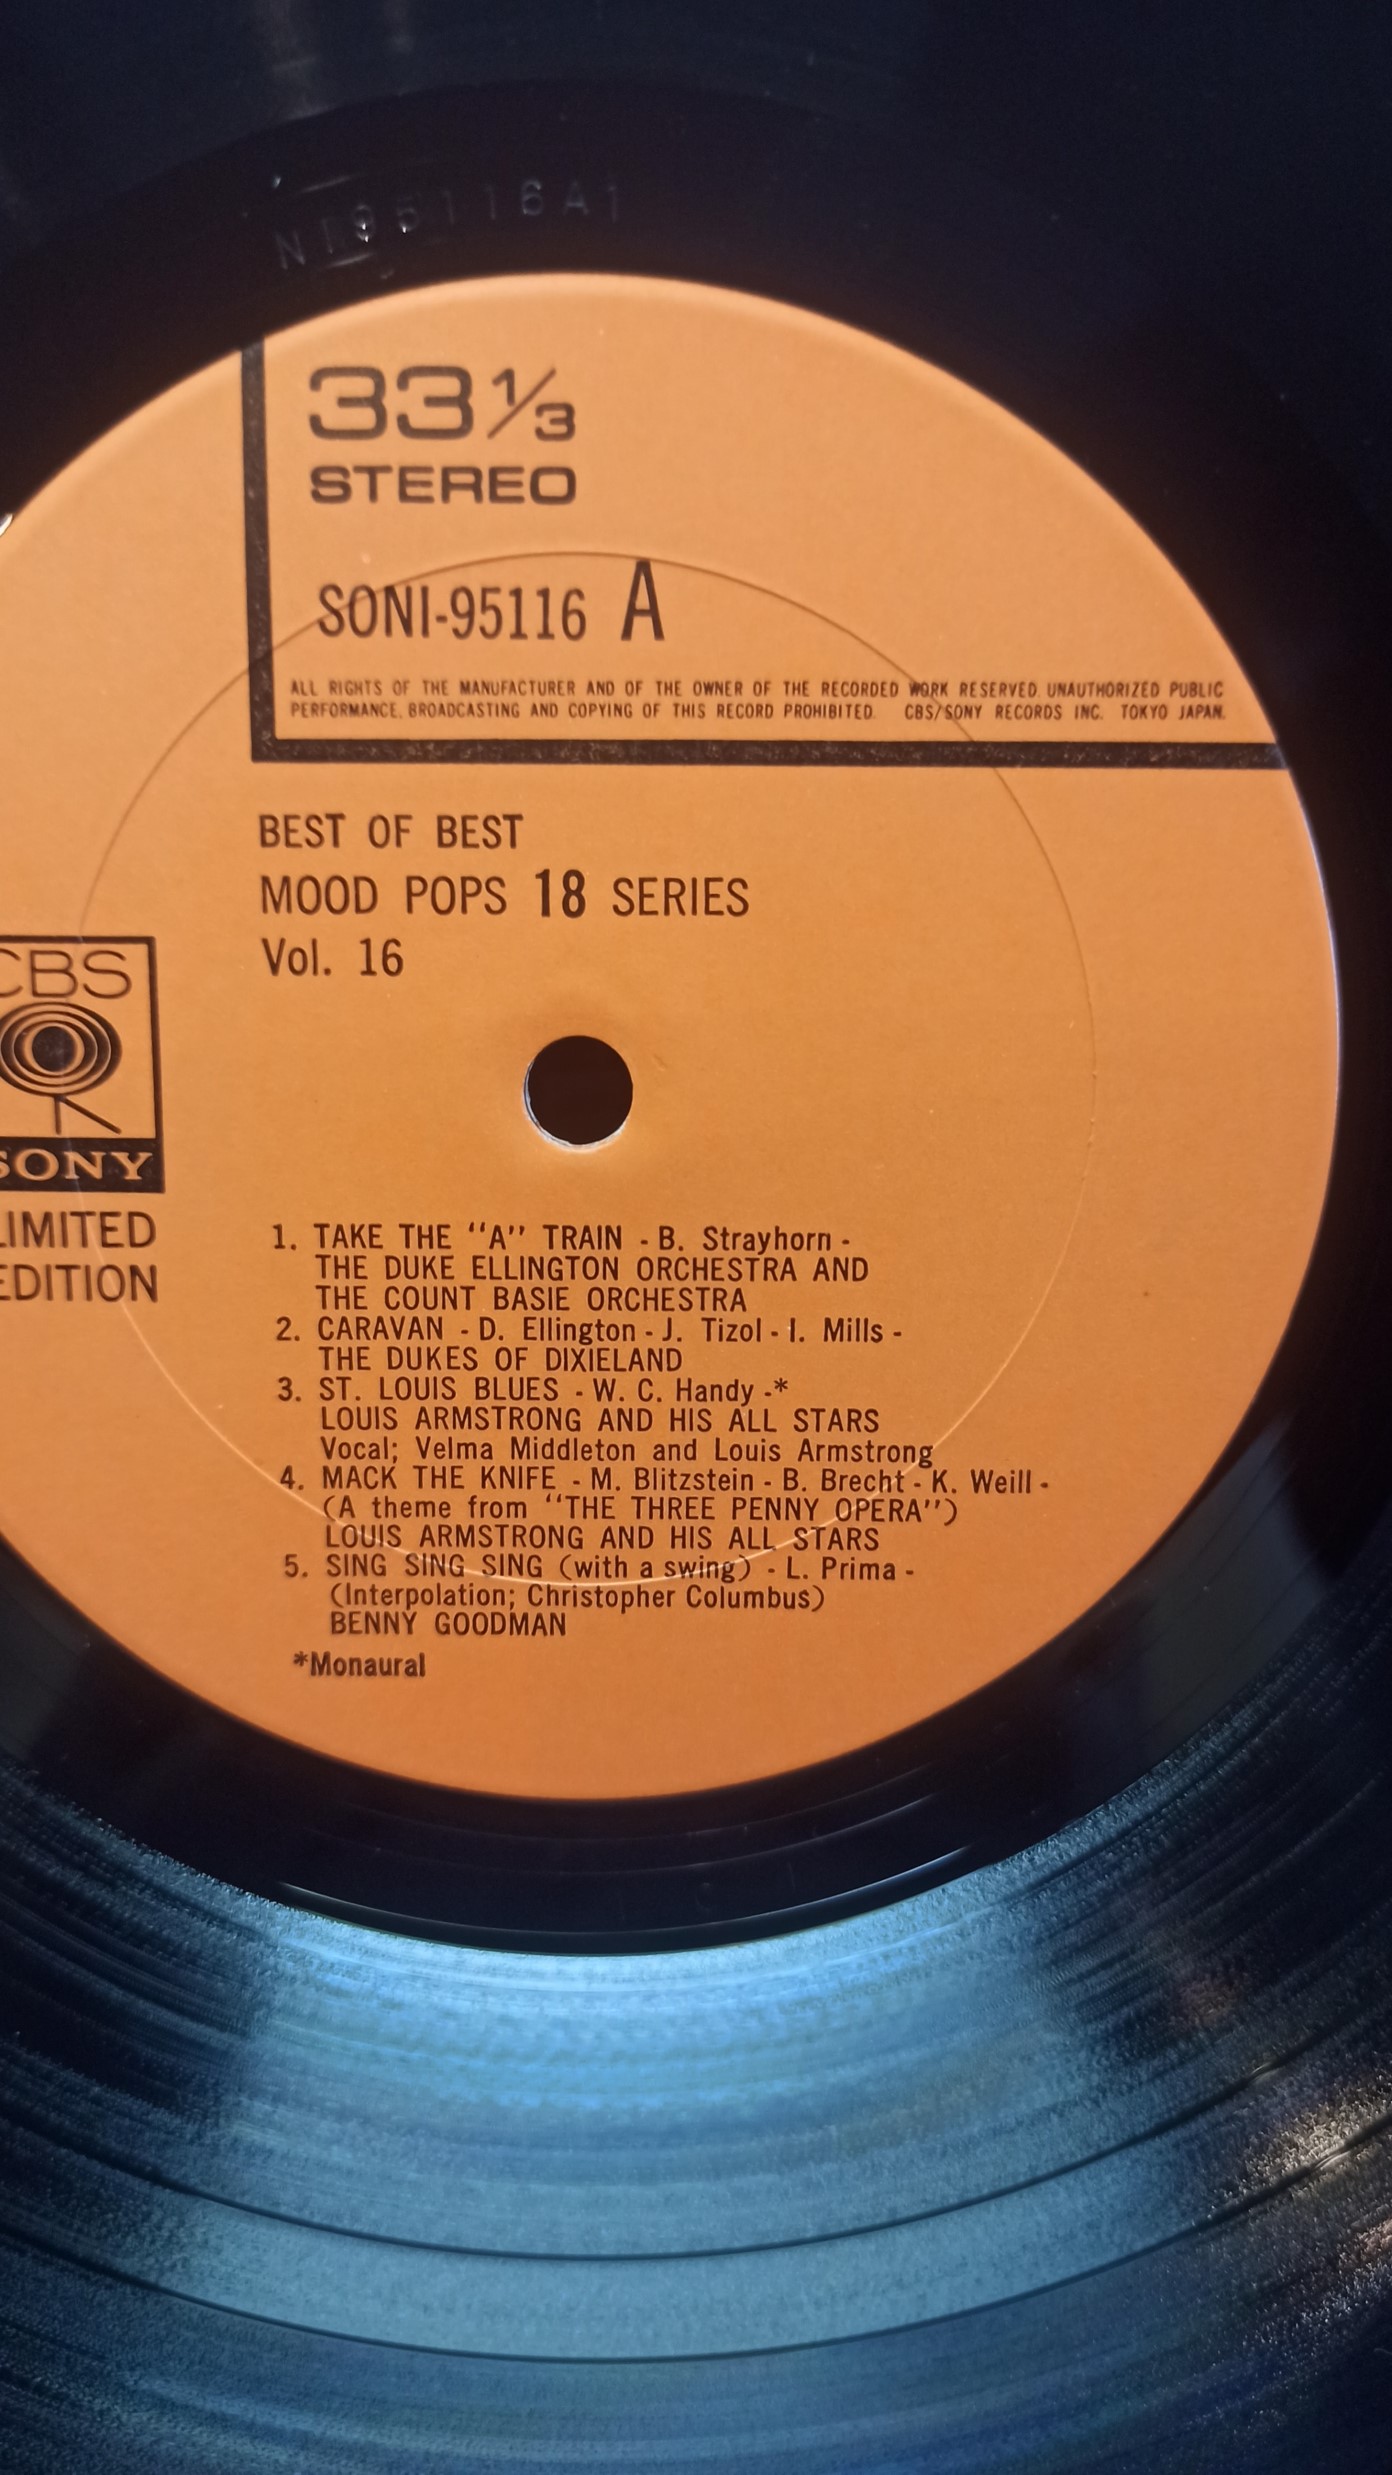 NI95116A1
33 1/3
STEREO
SONI-95116 A
ALL RIGHTS OF THE MANUFACTURER AND OF THE OWNER OF THE RECORDED WORK RESERVED. UNAUTHORIZED PUBLIC
PERFORMANCE, BROADCASTING AND COPYING OF THIS RECORD PROHIBITED. CBS/SONY RECORDS INC. TOKYO JAPAN.
BEST OF BEST
MOOD POPS 18 SERIES
Vol. 16
CBS
SONY
LIMITED
EDITION
1. TAKE THE "A" TRAIN - B. Strayhorn -
THE DUKE ELLINGTON ORCHESTRA AND
THE COUNT BASIE ORCHESTRA
2. CARAVAN - D. Ellington - J. Tizol - I. Mills -
THE DUKES OF DIXIELAND
3. ST. LOUIS BLUES - W. C. Handy -*
LOUIS ARMSTRONG AND HIS ALL STARS
Vocal; Velma Middleton and Louis Armstrong
4. MACK THE KNIFE - M. Blitzstein - B. Brecht - K. Weill -
(A theme from "THE THREE PENNY OPERA")
LOUIS ARMSTRONG AND HIS ALL STARS
5. SING SING SING (with a swing) - L. Prima -
(Interpolation; Christopher Columbus)
BENNY GOODMAN
*Monaural